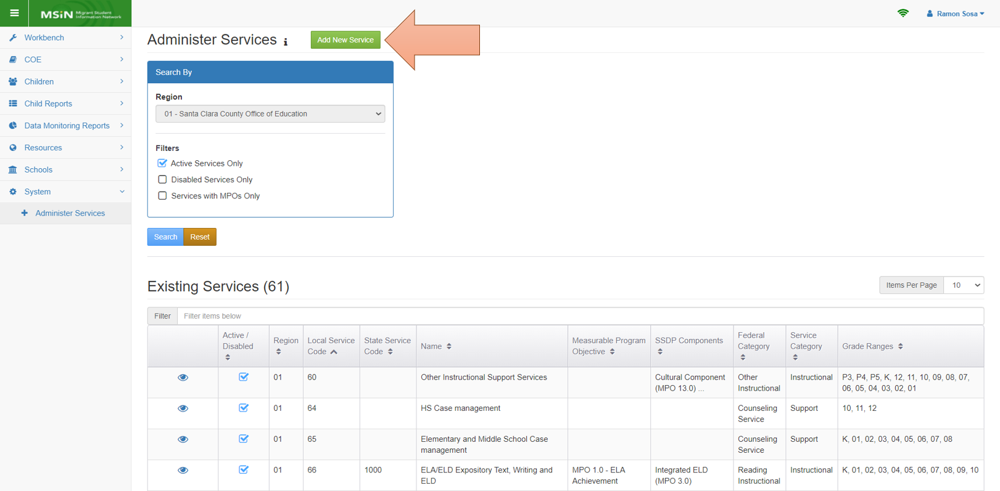 MSiN Migrant Student
Information Network
Ramon Sosa
Workbench
COE
Children
Child Reports
Data Monitoring Reports
Resources
Schools
System
Administer Services
Administer Services i
Add New Service
Search By
Region
01 - Santa Clara County Office of Education
Filters
Active Services Only
Disabled Services Only
Services with MPOs Only
Search Reset
Existing Services (61)
Items Per Page 10
Filter Filter items below
Active /
Disabled
Region
Local Service
Code
State Service
Code
Name
Measurable Program
Objective
SSDP Components
Federal
Category
Service
Category
Grade Ranges
01 60 Other Instructional Support Services
Cultural Component
(MPO 13.0) ...
Other
Instructional
Instructional
P3, P4, P5, K, 12, 11, 10, 09, 08, 07,
06, 05, 04, 03, 02, 01
01 64 HS Case management
Counseling
Service
Support
10, 11, 12
01 65
Elementary and Middle School Case
management
Counseling
Service
Support
K, 01, 02, 03, 04, 05, 06, 07, 08
01 66 1000
ELA/ELD Expository Text, Writing and
ELD
MPO 1.0 - ELA
Achievement
Integrated ELD
(MPO 3.0)
Reading
Instructional
Instructional
K, 01, 02, 03, 04, 05, 06, 07, 08, 09, 10